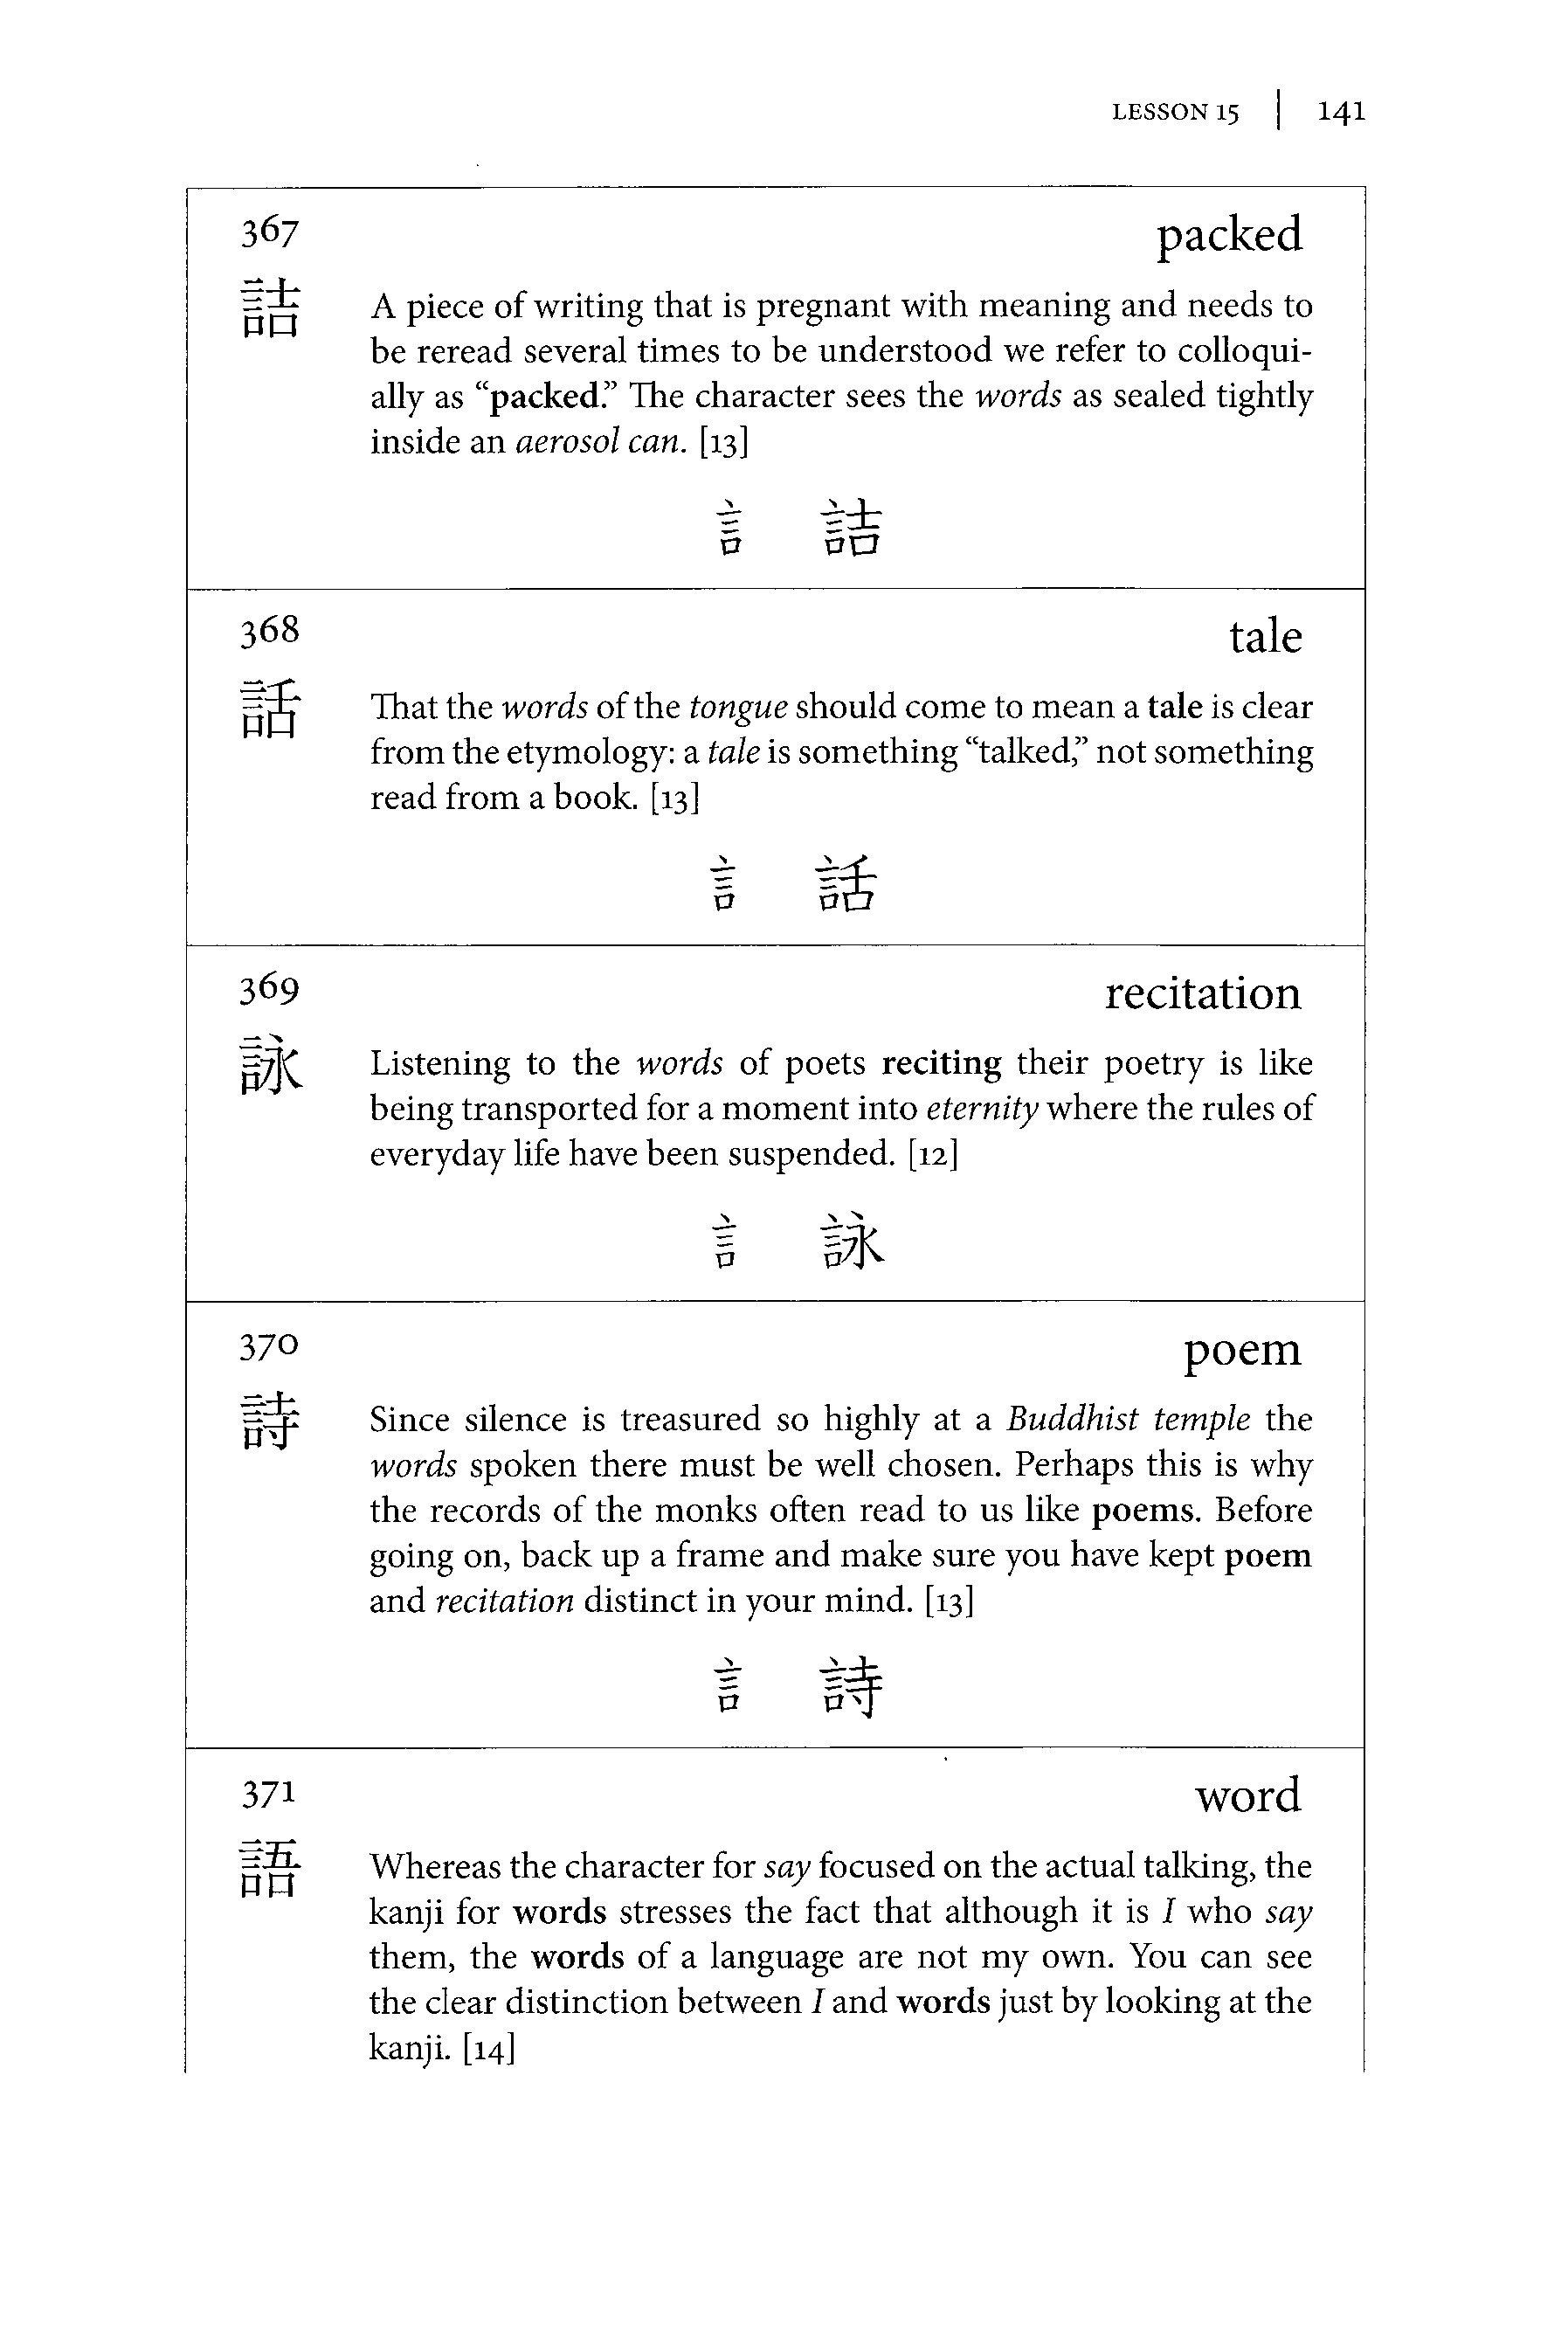 LESSON 15 | 141
367
packed
詰
A piece of writing that is pregnant with meaning and needs to
be reread several times to be understood we refer to colloqui-
ally as “packed.” The character sees the words as sealed tightly
inside an aerosol can. [13]
訁 詰
368
tale
話
That the words of the tongue should come to mean a tale is clear
from the etymology: a tale is something “talked,” not something
read from a book. [13]
訁 話
369
recitation
詠
Listening to the words of poets reciting their poetry is like
being transported for a moment into eternity where the rules of
everyday life have been suspended. [12]
訁 詠
370
poem
詩
Since silence is treasured so highly at a Buddhist temple the
words spoken there must be well chosen. Perhaps this is why
the records of the monks often read to us like poems. Before
going on, back up a frame and make sure you have kept poem
and recitation distinct in your mind. [13]
訁 詩
371
word
語
Whereas the character for say focused on the actual talking, the
kanji for words stresses the fact that although it is I who say
them, the words of a language are not my own. You can see
the clear distinction between I and words just by looking at the
kanji. [14]